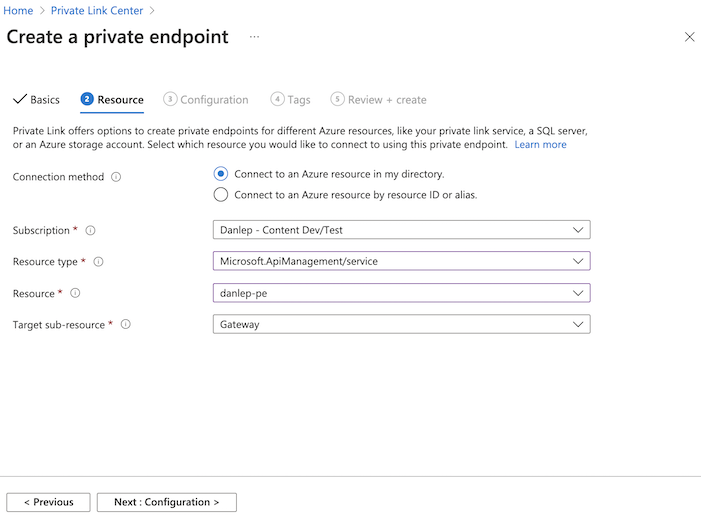 Home > Private Link Center >
Create a private endpoint ...
Basics 2 Resource 3 Configuration 4 Tags 5 Review + create
Private Link offers options to create private endpoints for different Azure resources, like your private link service, a SQL server,
or an Azure storage account. Select which resource you would like to connect to using this private endpoint. Learn more
Connection method
Connect to an Azure resource in my directory.
Connect to an Azure resource by resource ID or alias.
Subscription * Danlep - Content Dev/Test
Resource type * Microsoft.ApiManagement/service
Resource * danlep-pe
Target sub-resource * Gateway
< Previous Next : Configuration >